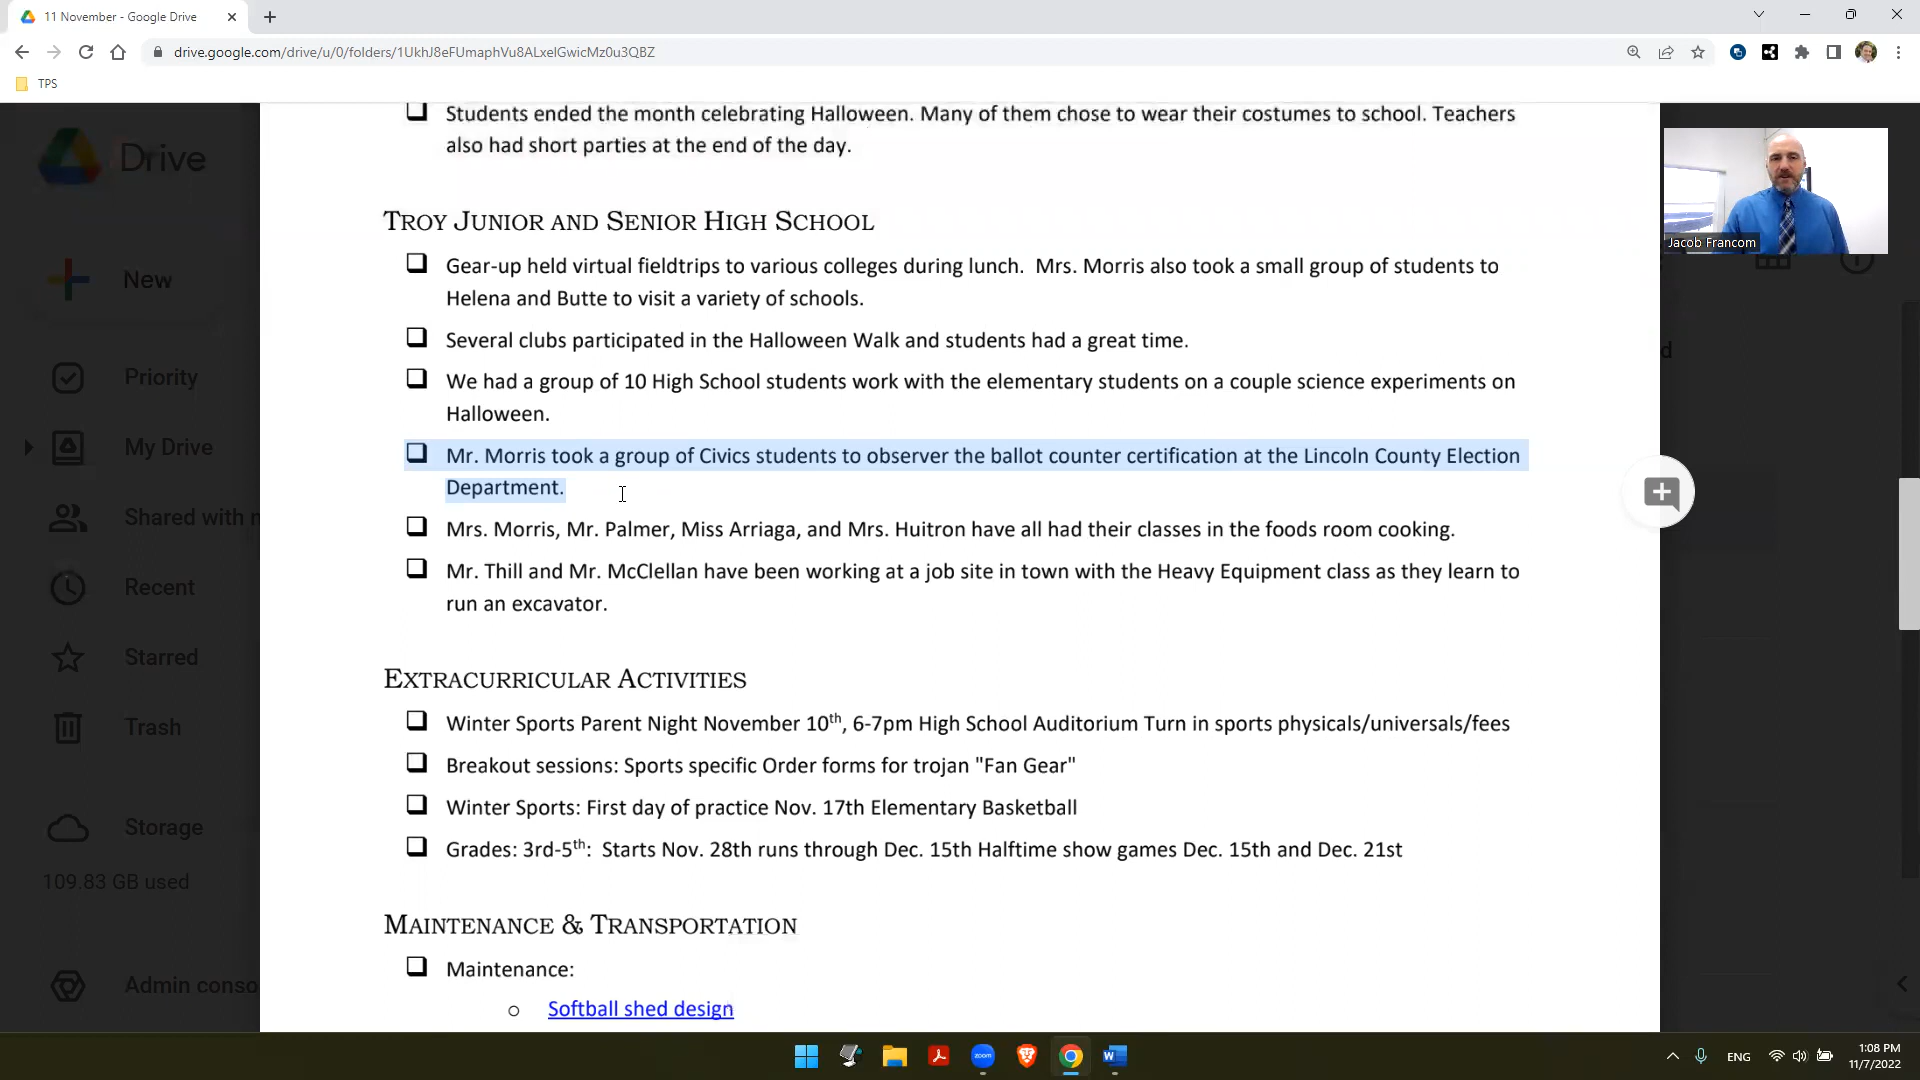 11 November - Google Drive
drive.google.com/drive/u/0/folders/1UkhJ8eFUmaphVu8ALxelGwicMz0u3QBZ
TPS
Students ended the month celebrating Halloween. Many of them chose to wear their costumes to school. Teachers
also had short parties at the end of the day.
Drive
Jacob Francom
TROY JUNIOR AND SENIOR HIGH SCHOOL
Gear-up held virtual fieldtrips to various colleges during lunch. Mrs. Morris also took a small group of students to
New
Helena and Butte to visit a variety of schools.
Several clubs participated in the Halloween Walk and students had a great time.
Priority
We had a group of 10 High School students work with the elementary students on a couple science experiments on
Halloween.
My Drive
Mr. Morris took a group of Civics students to observer the ballot counter certification at the Lincoln County Election
Department.
Shared with
Mrs. Morris, Mr. Palmer, Miss Arriaga, and Mrs. Huitron have all had their classes in the foods room cooking.
Recent
Mr. Thill and Mr. McClellan have been working at a job site in town with the Heavy Equipment class as they learn to
run an excavator.
Starred
EXTRACURRICULAR ACTIVITIES
Trash
Winter Sports Parent Night November 10th, 6-7pm High School Auditorium Turn in sports physicals/universals/fees
Breakout sessions: Sports specific Order forms for trojan "Fan Gear"
Winter Sports: First day of practice Nov. 17th Elementary Basketball
Storage
Grades: 3rd-5th: Starts Nov. 28th runs through Dec. 15th Halftime show games Dec. 15th and Dec. 21st
109.83 GB used
MAINTENANCE & TRANSPORTATION
Maintenance:
Admin conso
Softball shed design
zoom
ENG
1:08 PM
11/7/2022